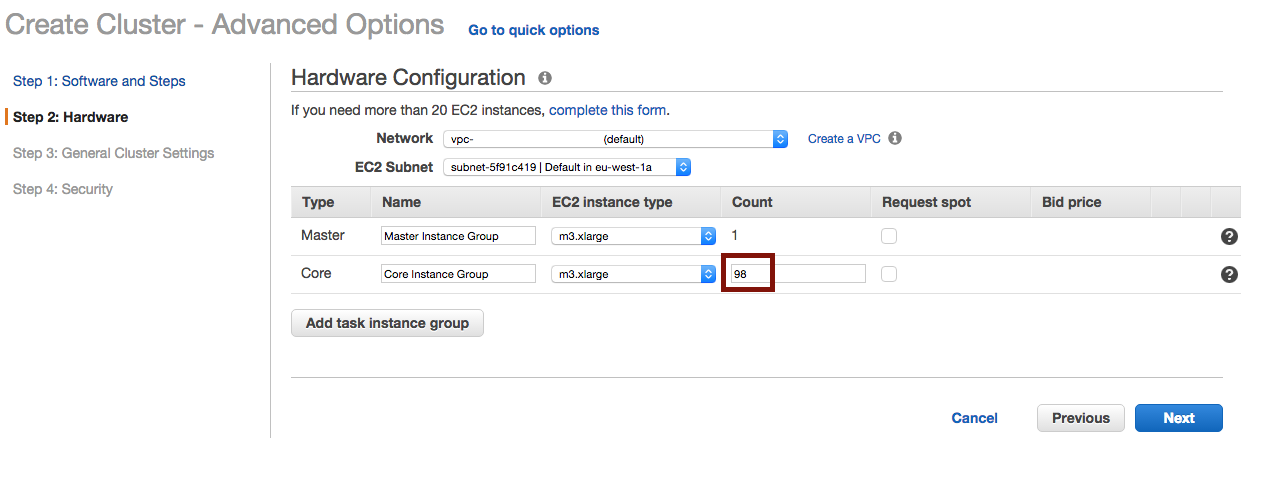 Create Cluster - Advanced Options Go to quick options
Step 1: Software and Steps
Step 2: Hardware
Step 3: General Cluster Settings
Step 4: Security
Hardware Configuration
If you need more than 20 EC2 instances, complete this form.
Network vpc- (default) Create a VPC
EC2 Subnet subnet-5f91c419 | Default in eu-west-1a
Type Name EC2 instance type Count Request spot Bid price
Master Master Instance Group m3.xlarge 1
Core Core Instance Group m3.xlarge 98
Add task instance group
Cancel Previous Next